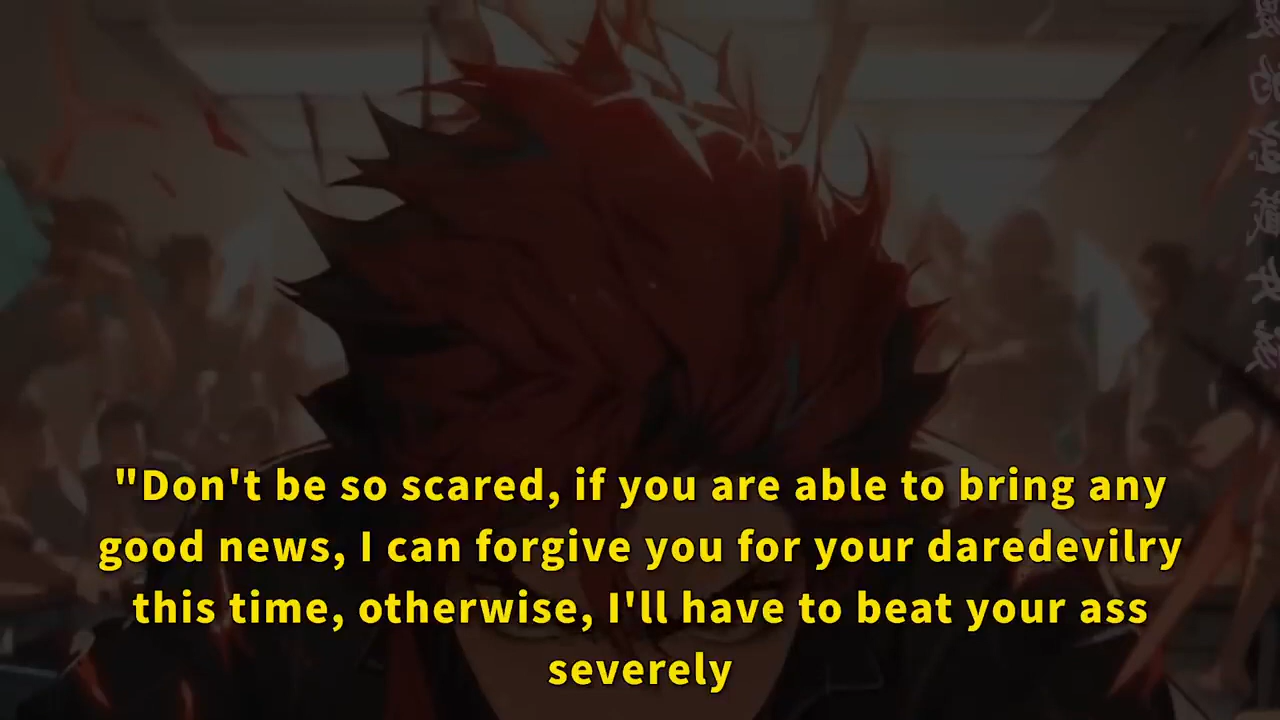 "Don't be so scared, if you are able to bring any
good news, I can forgive you for your daredevilry
this time, otherwise, I'll have to beat your ass
severely